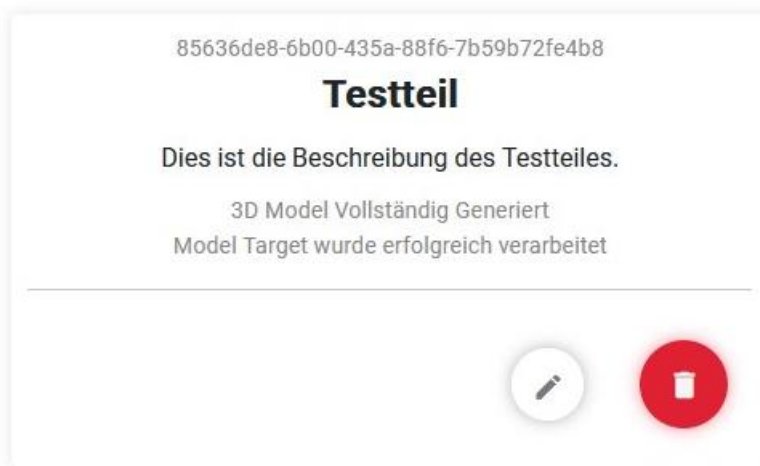 85636de8-6b00-435a-88f6-7b59b72fe4b8
Testteil
Dies ist die Beschreibung des Testteiles.
3D Model Vollständig Generiert
Model Target wurde erfolgreich verarbeitet